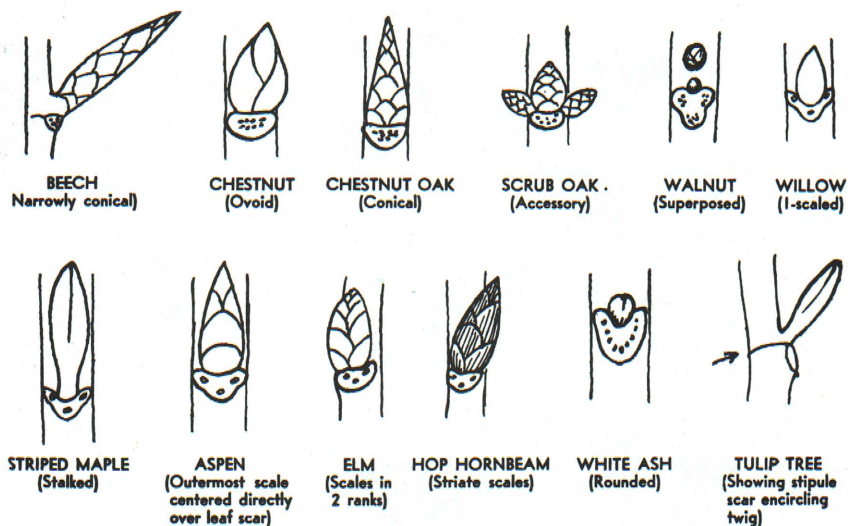 BEECH
Narrowly conical)
CHESTNUT
(Ovoid)
CHESTNUT OAK
(Conical)
SCRUB OAK .
(Accessory)
WALNUT
(Superposed)
WILLOW
(1-scaled)
STRIPED MAPLE
(Stalked)
ASPEN
(Outermost scale
centered directly
over leaf scar)
ELM
(Scales in
2 ranks)
HOP HORNBEAM
(Striate scales)
WHITE ASH
(Rounded)
TULIP TREE
(Showing stipule
scar encircling
twig)